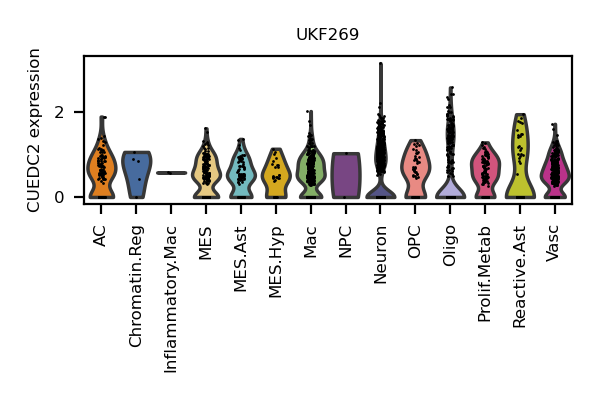 UKF269
CUEDC2 expression
2
0
AC
Chromatin.Reg
Inflammatory.Mac
MES
MES.Ast
MES.Hyp
Mac
NPC
Neuron
OPC
Oligo
Prolif.Metab
Reactive.Ast
Vasc